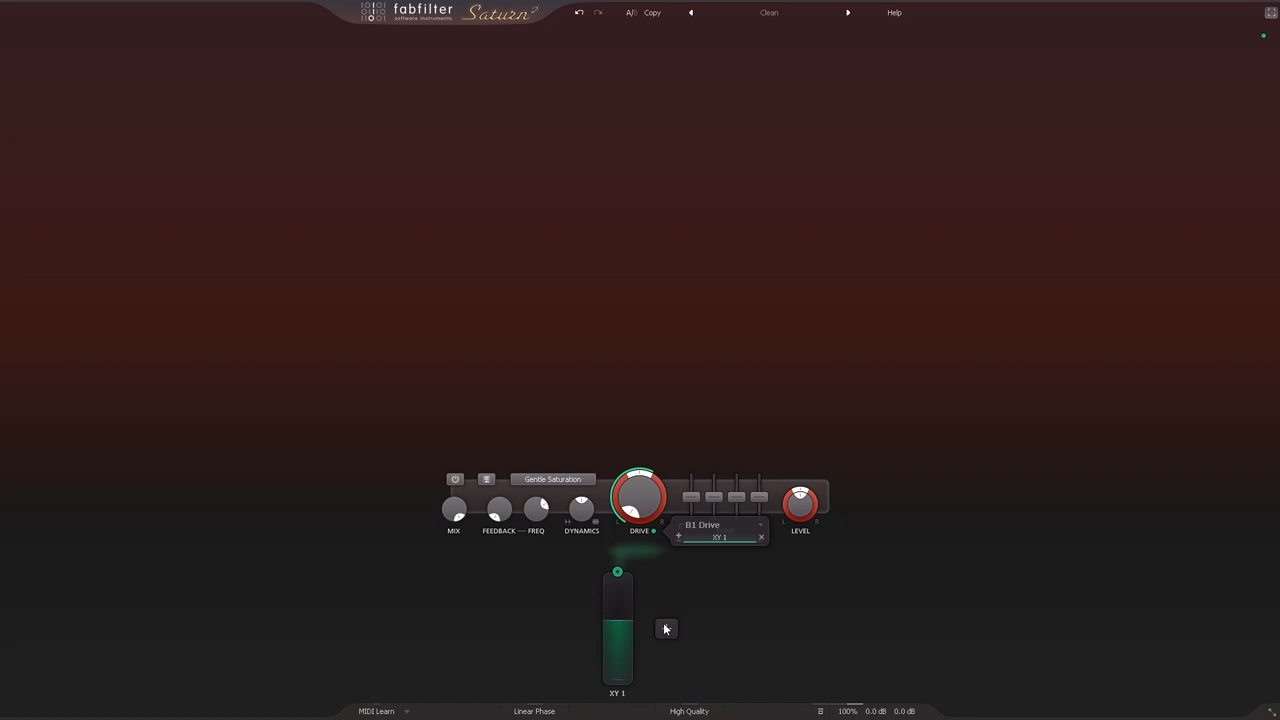 fabfilter Saturn 2
software instruments
A/B Copy Clean Help
Gentle Saturation
MIX FEEDBACK FREQ DYNAMICS L DRIVE R L LEVEL R
B1 Drive
XY 1
XY 1
MIDI Learn Linear Phase High Quality 100% 0.0 dB 0.0 dB